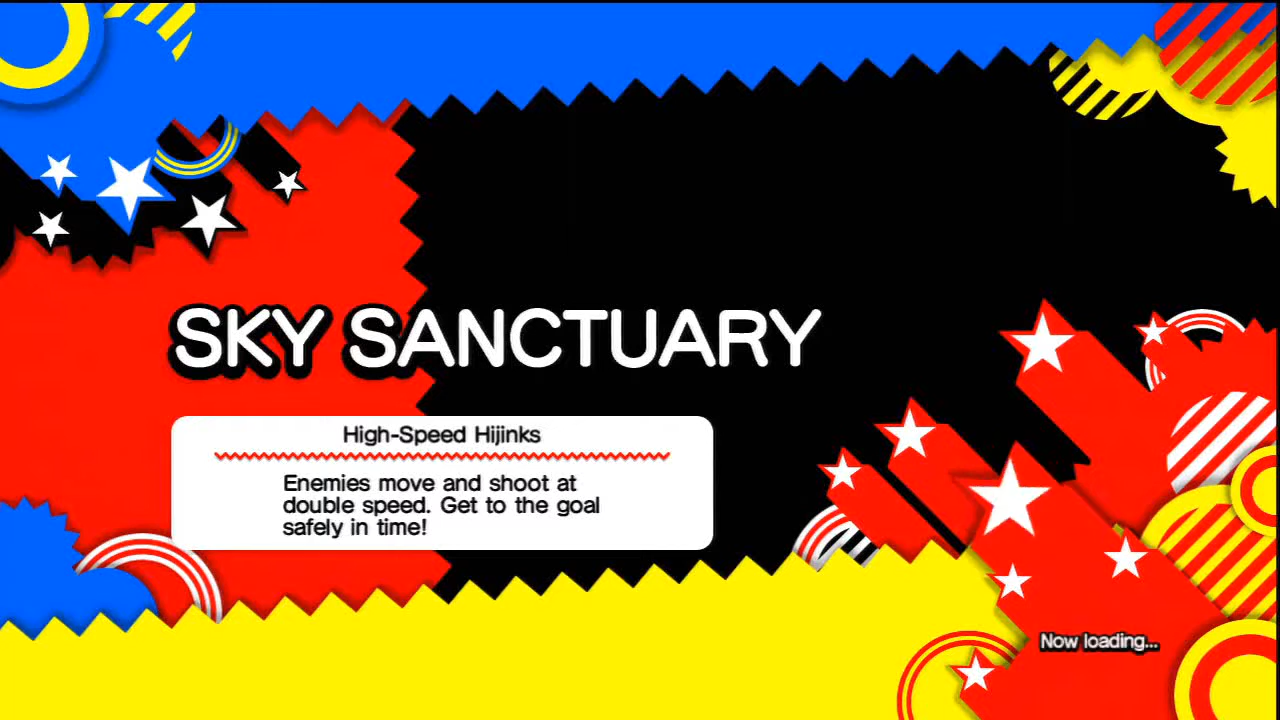 SKY SANCTUARY
High-Speed Hijinks
Enemies move and shoot at
double speed. Get to the goal
safely in time!
Now loading...